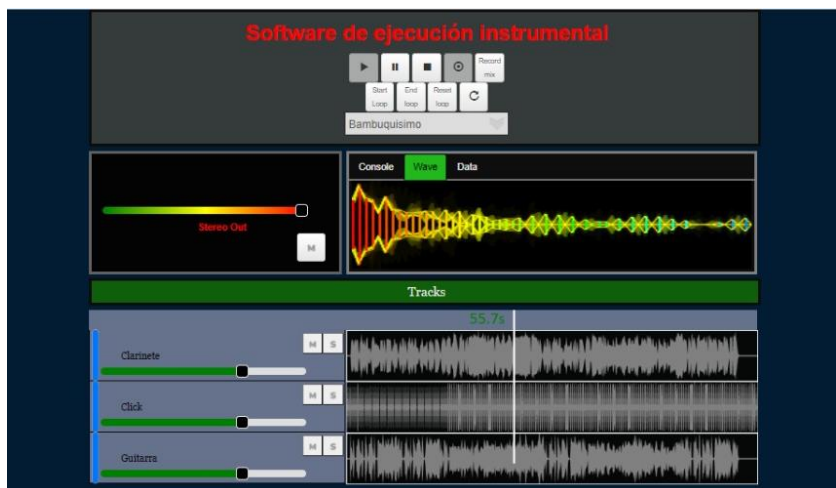 Software de ejecución instrumental
Record mix
Start Loop
End loop
Reset loop
Bambuquisimo
Console Wave Data
Stereo Out
M
Tracks
55.7s
Clarinete
M S
Click
M S
Guitarra
M S